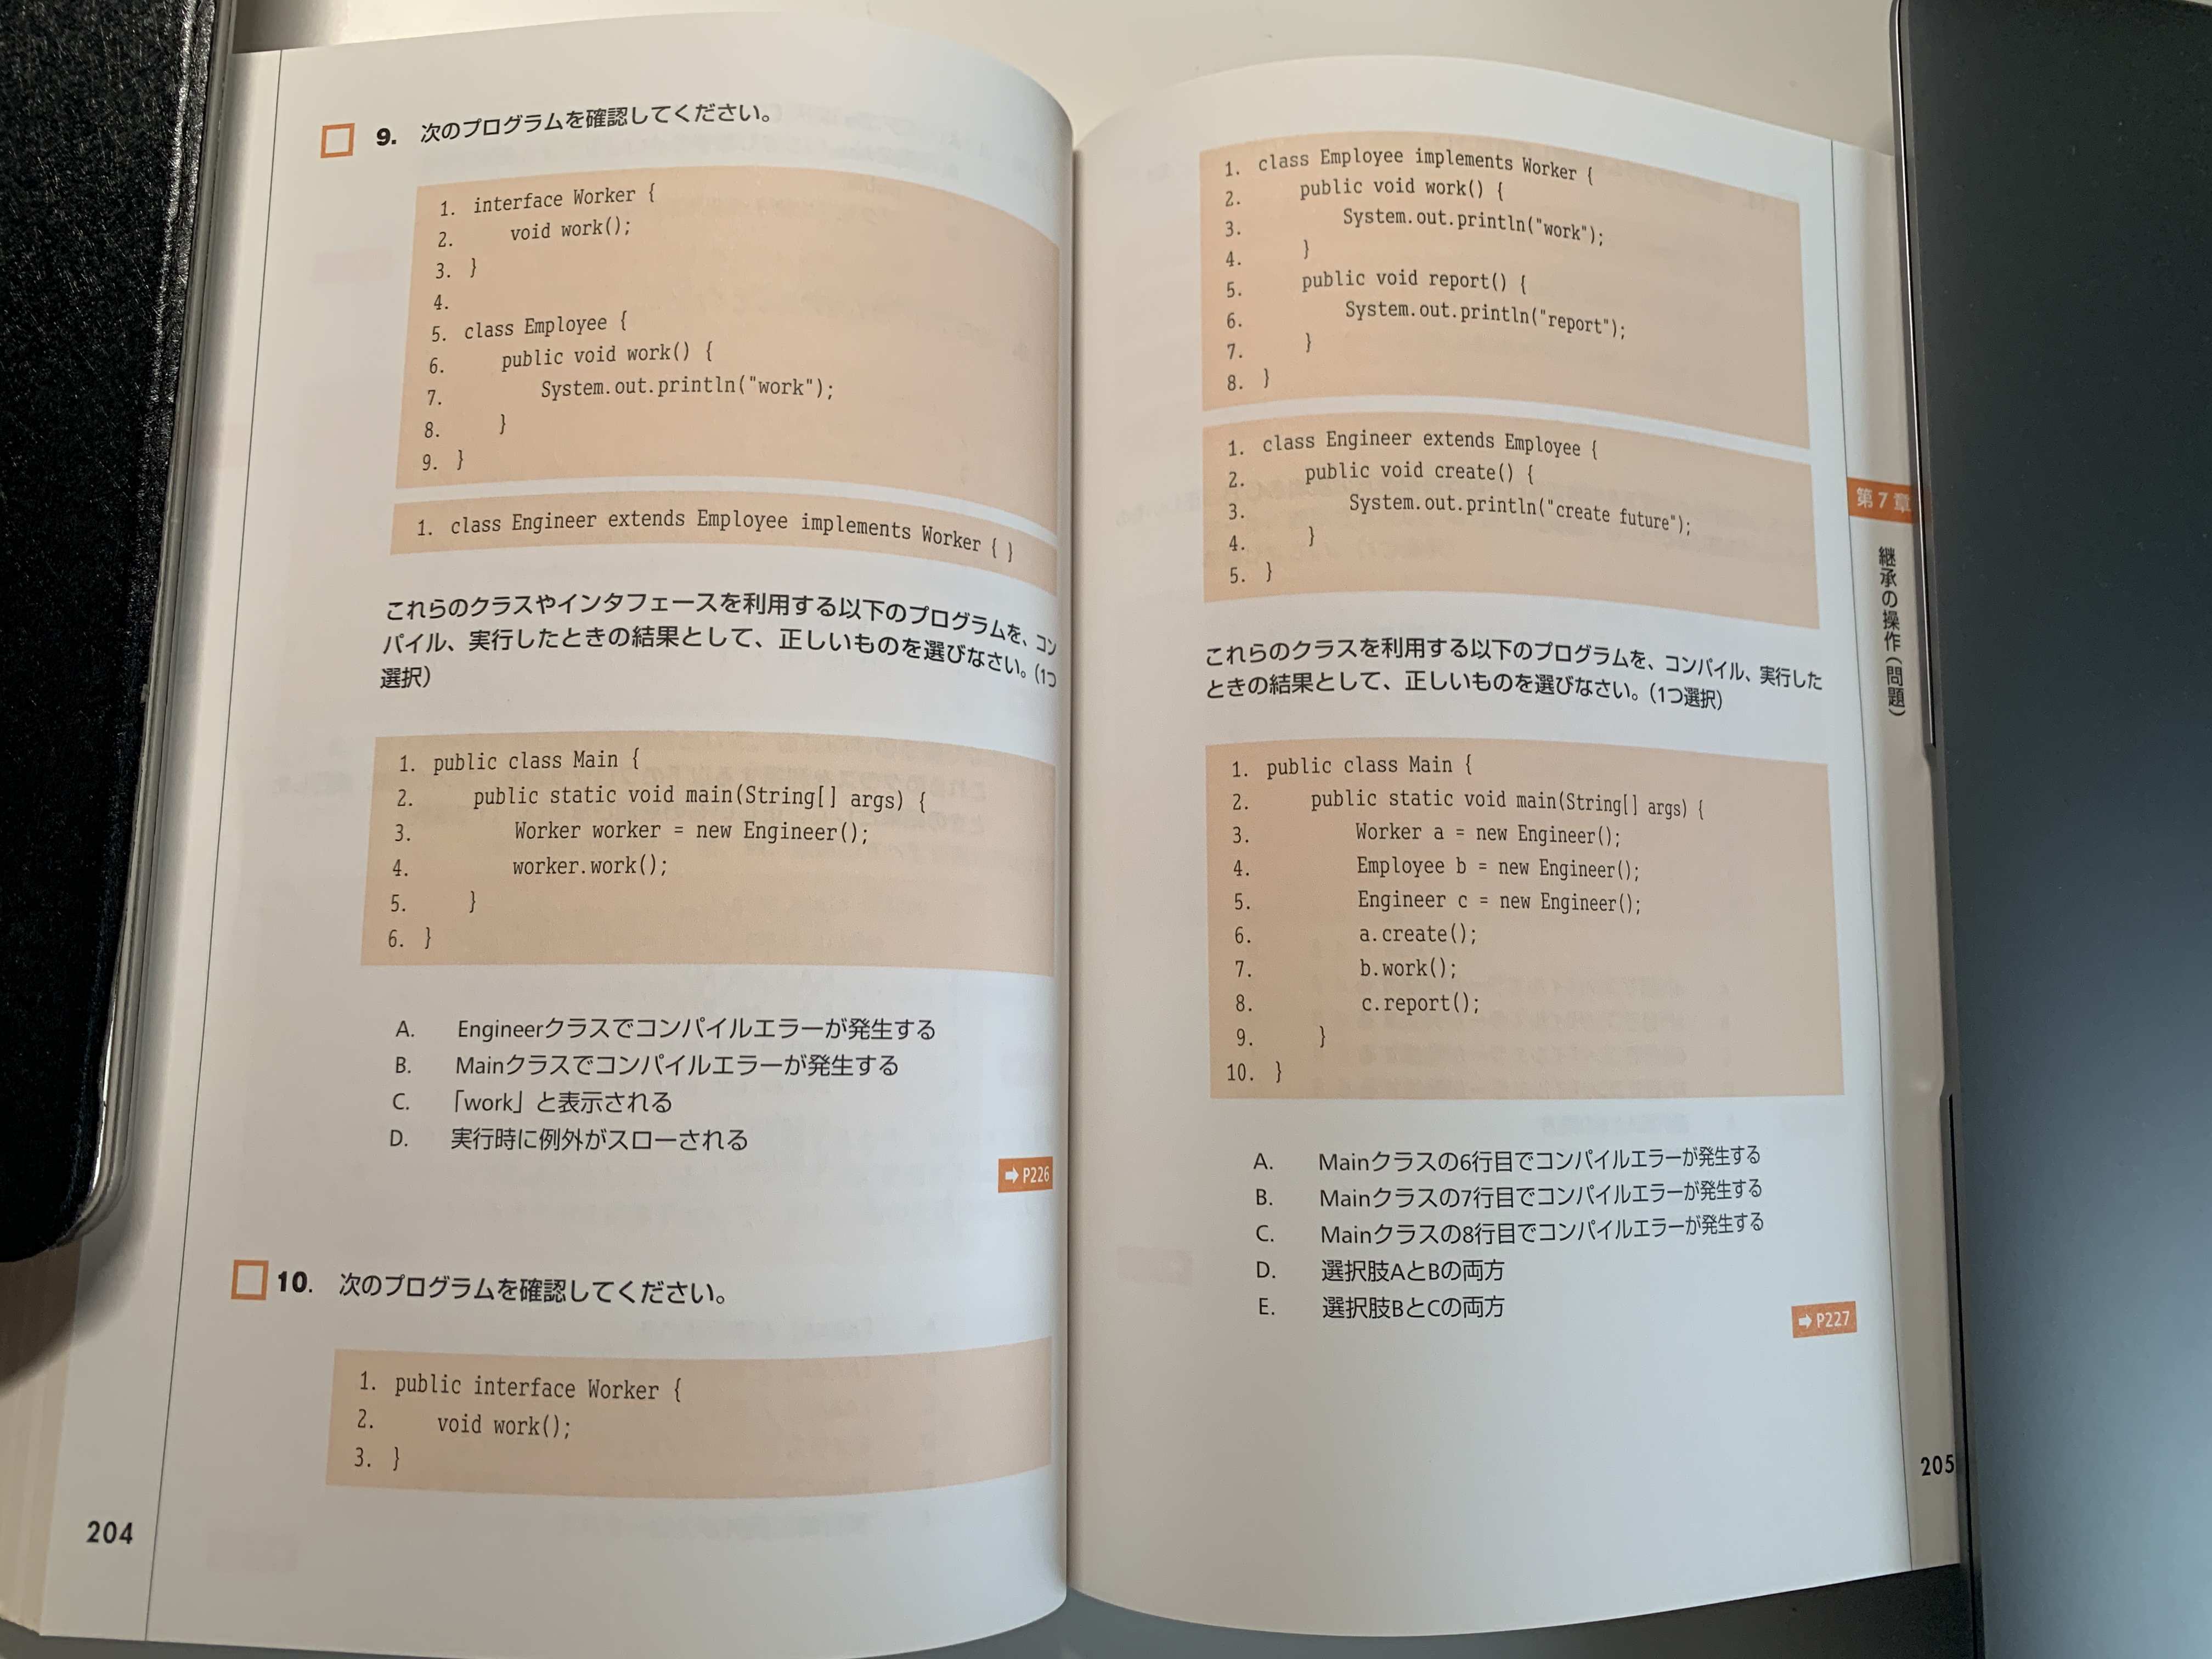 9. 次のプログラムを確認してください。
1. interface Worker {
2.     void work();
3. }
4.
5. class Employee {
6.     public void work() {
7.         System.out.println("work");
8.     }
9. }
1. class Engineer extends Employee implements Worker { }
これらのクラスやインタフェースを利用する以下のプログラムを、コン
パイル、実行したときの結果として、正しいものを選びなさい。(1つ
選択)
1. public class Main {
2.     public static void main(String[] args) {
3.         Worker worker = new Engineer();
4.         worker.work();
5.     }
6. }
A. Engineerクラスでコンパイルエラーが発生する
B. Mainクラスでコンパイルエラーが発生する
C. 「work」と表示される
D. 実行時に例外がスローされる
➡ P226
10. 次のプログラムを確認してください。
1. public interface Worker {
2.     void work();
3. }
204
1. class Employee implements Worker {
2.     public void work() {
3.         System.out.println("work");
4.     }
5.     public void report() {
6.         System.out.println("report");
7.     }
8. }
1. class Engineer extends Employee {
2.     public void create() {
3.         System.out.println("create future");
4.     }
5. }
これらのクラスを利用する以下のプログラムを、コンパイル、実行した
ときの結果として、正しいものを選びなさい。(1つ選択)
1. public class Main {
2.     public static void main(String[] args) {
3.         Worker a = new Engineer();
4.         Employee b = new Engineer();
5.         Engineer c = new Engineer();
6.         a.create();
7.         b.work();
8.         c.report();
9.     }
10. }
A. Mainクラスの6行目でコンパイルエラーが発生する
B. Mainクラスの7行目でコンパイルエラーが発生する
C. Mainクラスの8行目でコンパイルエラーが発生する
D. 選択肢AとBの両方
E. 選択肢BとCの両方
➡ P227
第7章
継承の操作(問題)
205